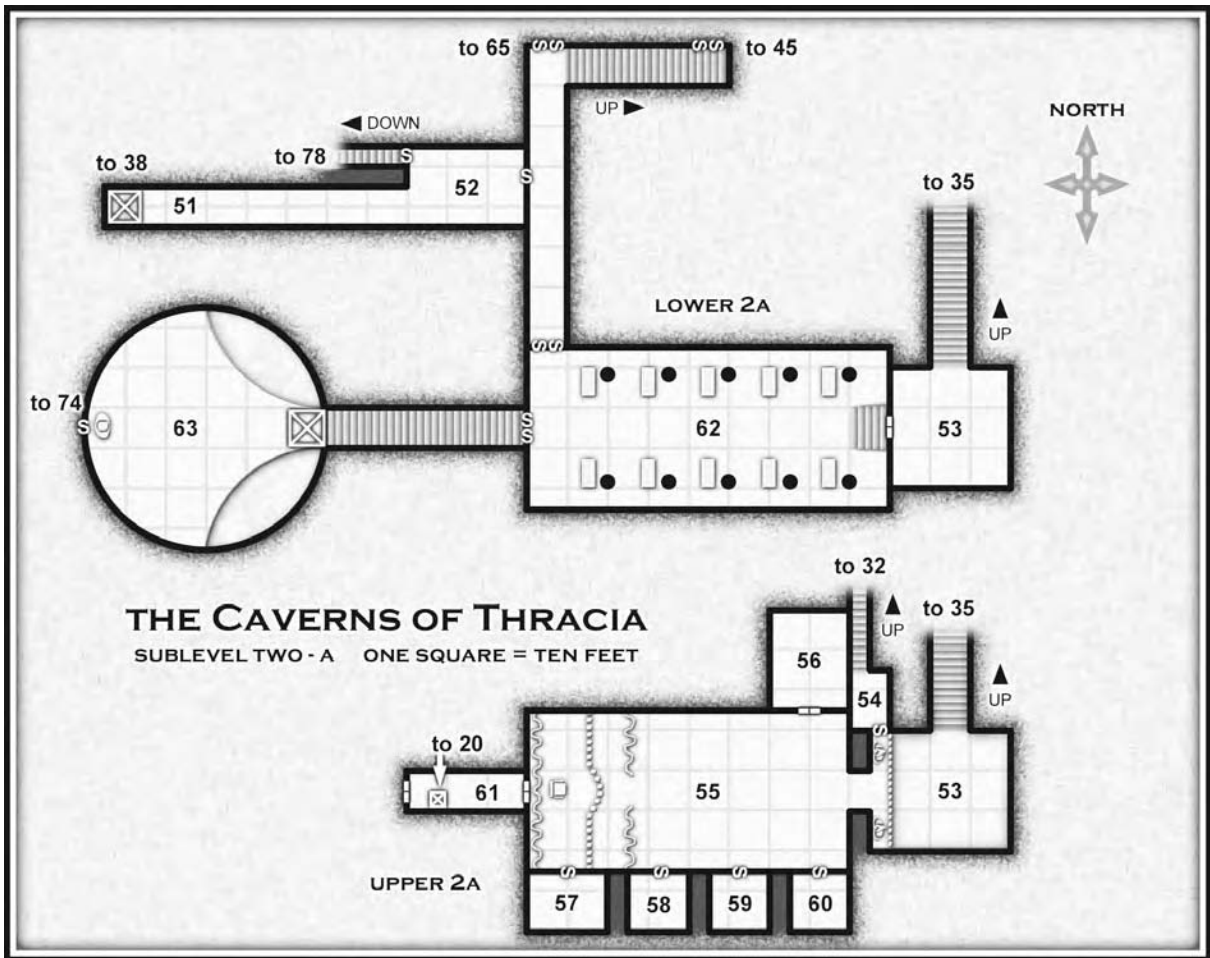 to 65
to 45
UP
NORTH
DOWN
to 38
to 78
S
S
S
S
S
S
51
52
S
to 35
LOWER 2A
UP
S
S
to 74
S
63
S
S
62
53
to 32
to 35
THE CAVERNS OF THRACIA
SUBLEVEL TWO - A ONE SQUARE = TEN FEET
UP
UP
56
54
S
to 20
61
55
53
UPPER 2A
S
S
S
S
57
58
59
60